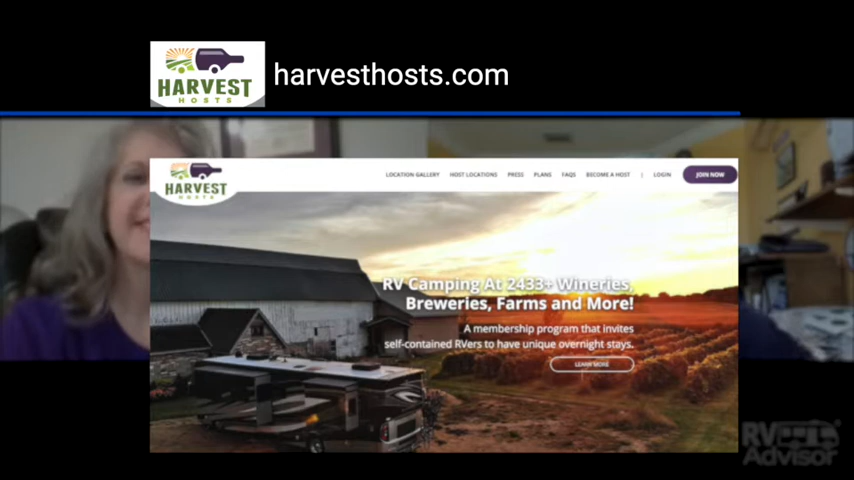 HARVEST
HOSTS
harvesthosts.com
HARVEST
HOSTS
LOCATION GALLERY
HOST LOCATIONS
PRESS
PLANS
FAQS
BECOME A HOST
|
LOGIN
JOIN NOW
RV Camping At 2433+ Wineries,
Breweries, Farms and More!
A membership program that invites
self-contained RVers to have unique overnight stays.
LEARN MORE
RV
Advisor